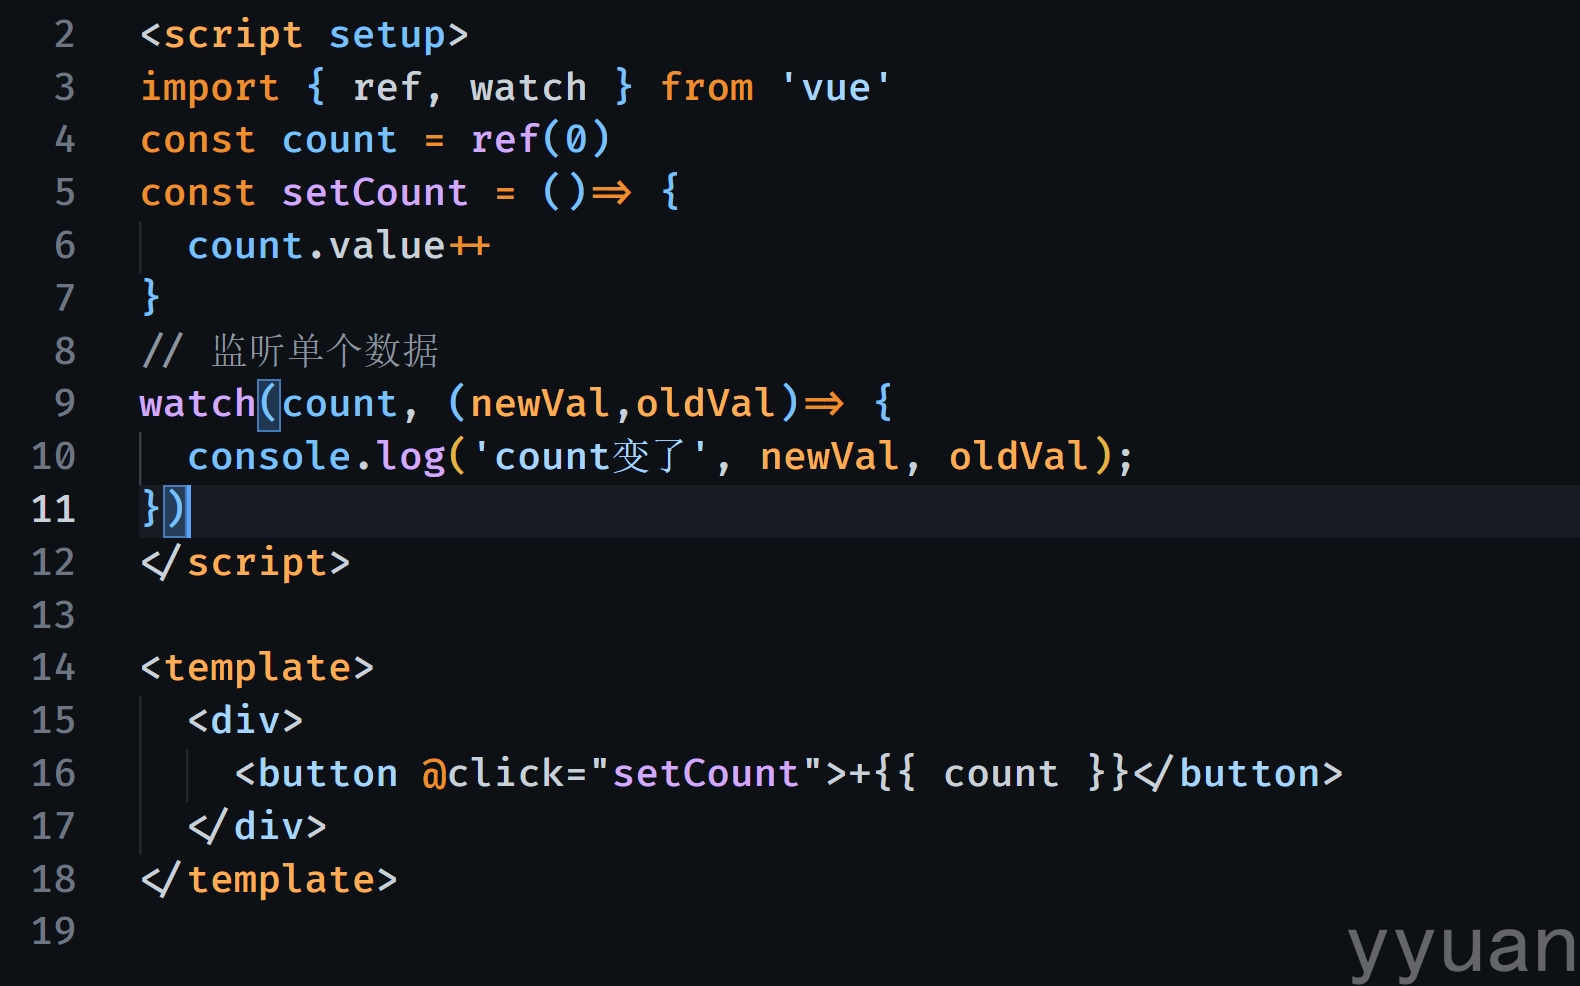 2 <script setup>
3 import { ref, watch } from 'vue'
4 const count = ref(0)
5 const setCount = ()=> {
6   count.value++
7 }
8 // 监听单个数据
9 watch(count, (newVal,oldVal)=> {
10   console.log('count变了', newVal, oldVal);
11 })
12 </script>
13
14 <template>
15   <div>
16     <button @click="setCount">+{{ count }}</button>
17   </div>
18 </template>
19
yyuan